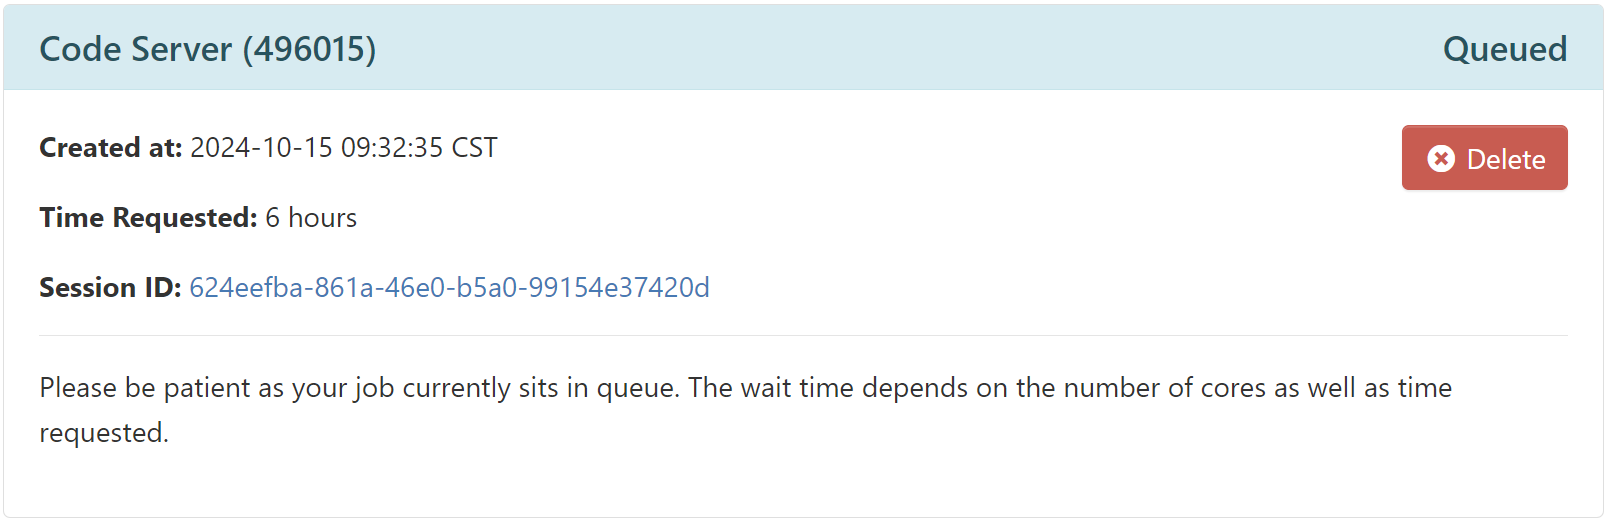 Code Server (496015)
Queued
Created at: 2024-10-15 09:32:35 CST
Delete
Time Requested: 6 hours
Session ID: 624eefba-861a-46e0-b5a0-99154e37420d
Please be patient as your job currently sits in queue. The wait time depends on the number of cores as well as time
requested.